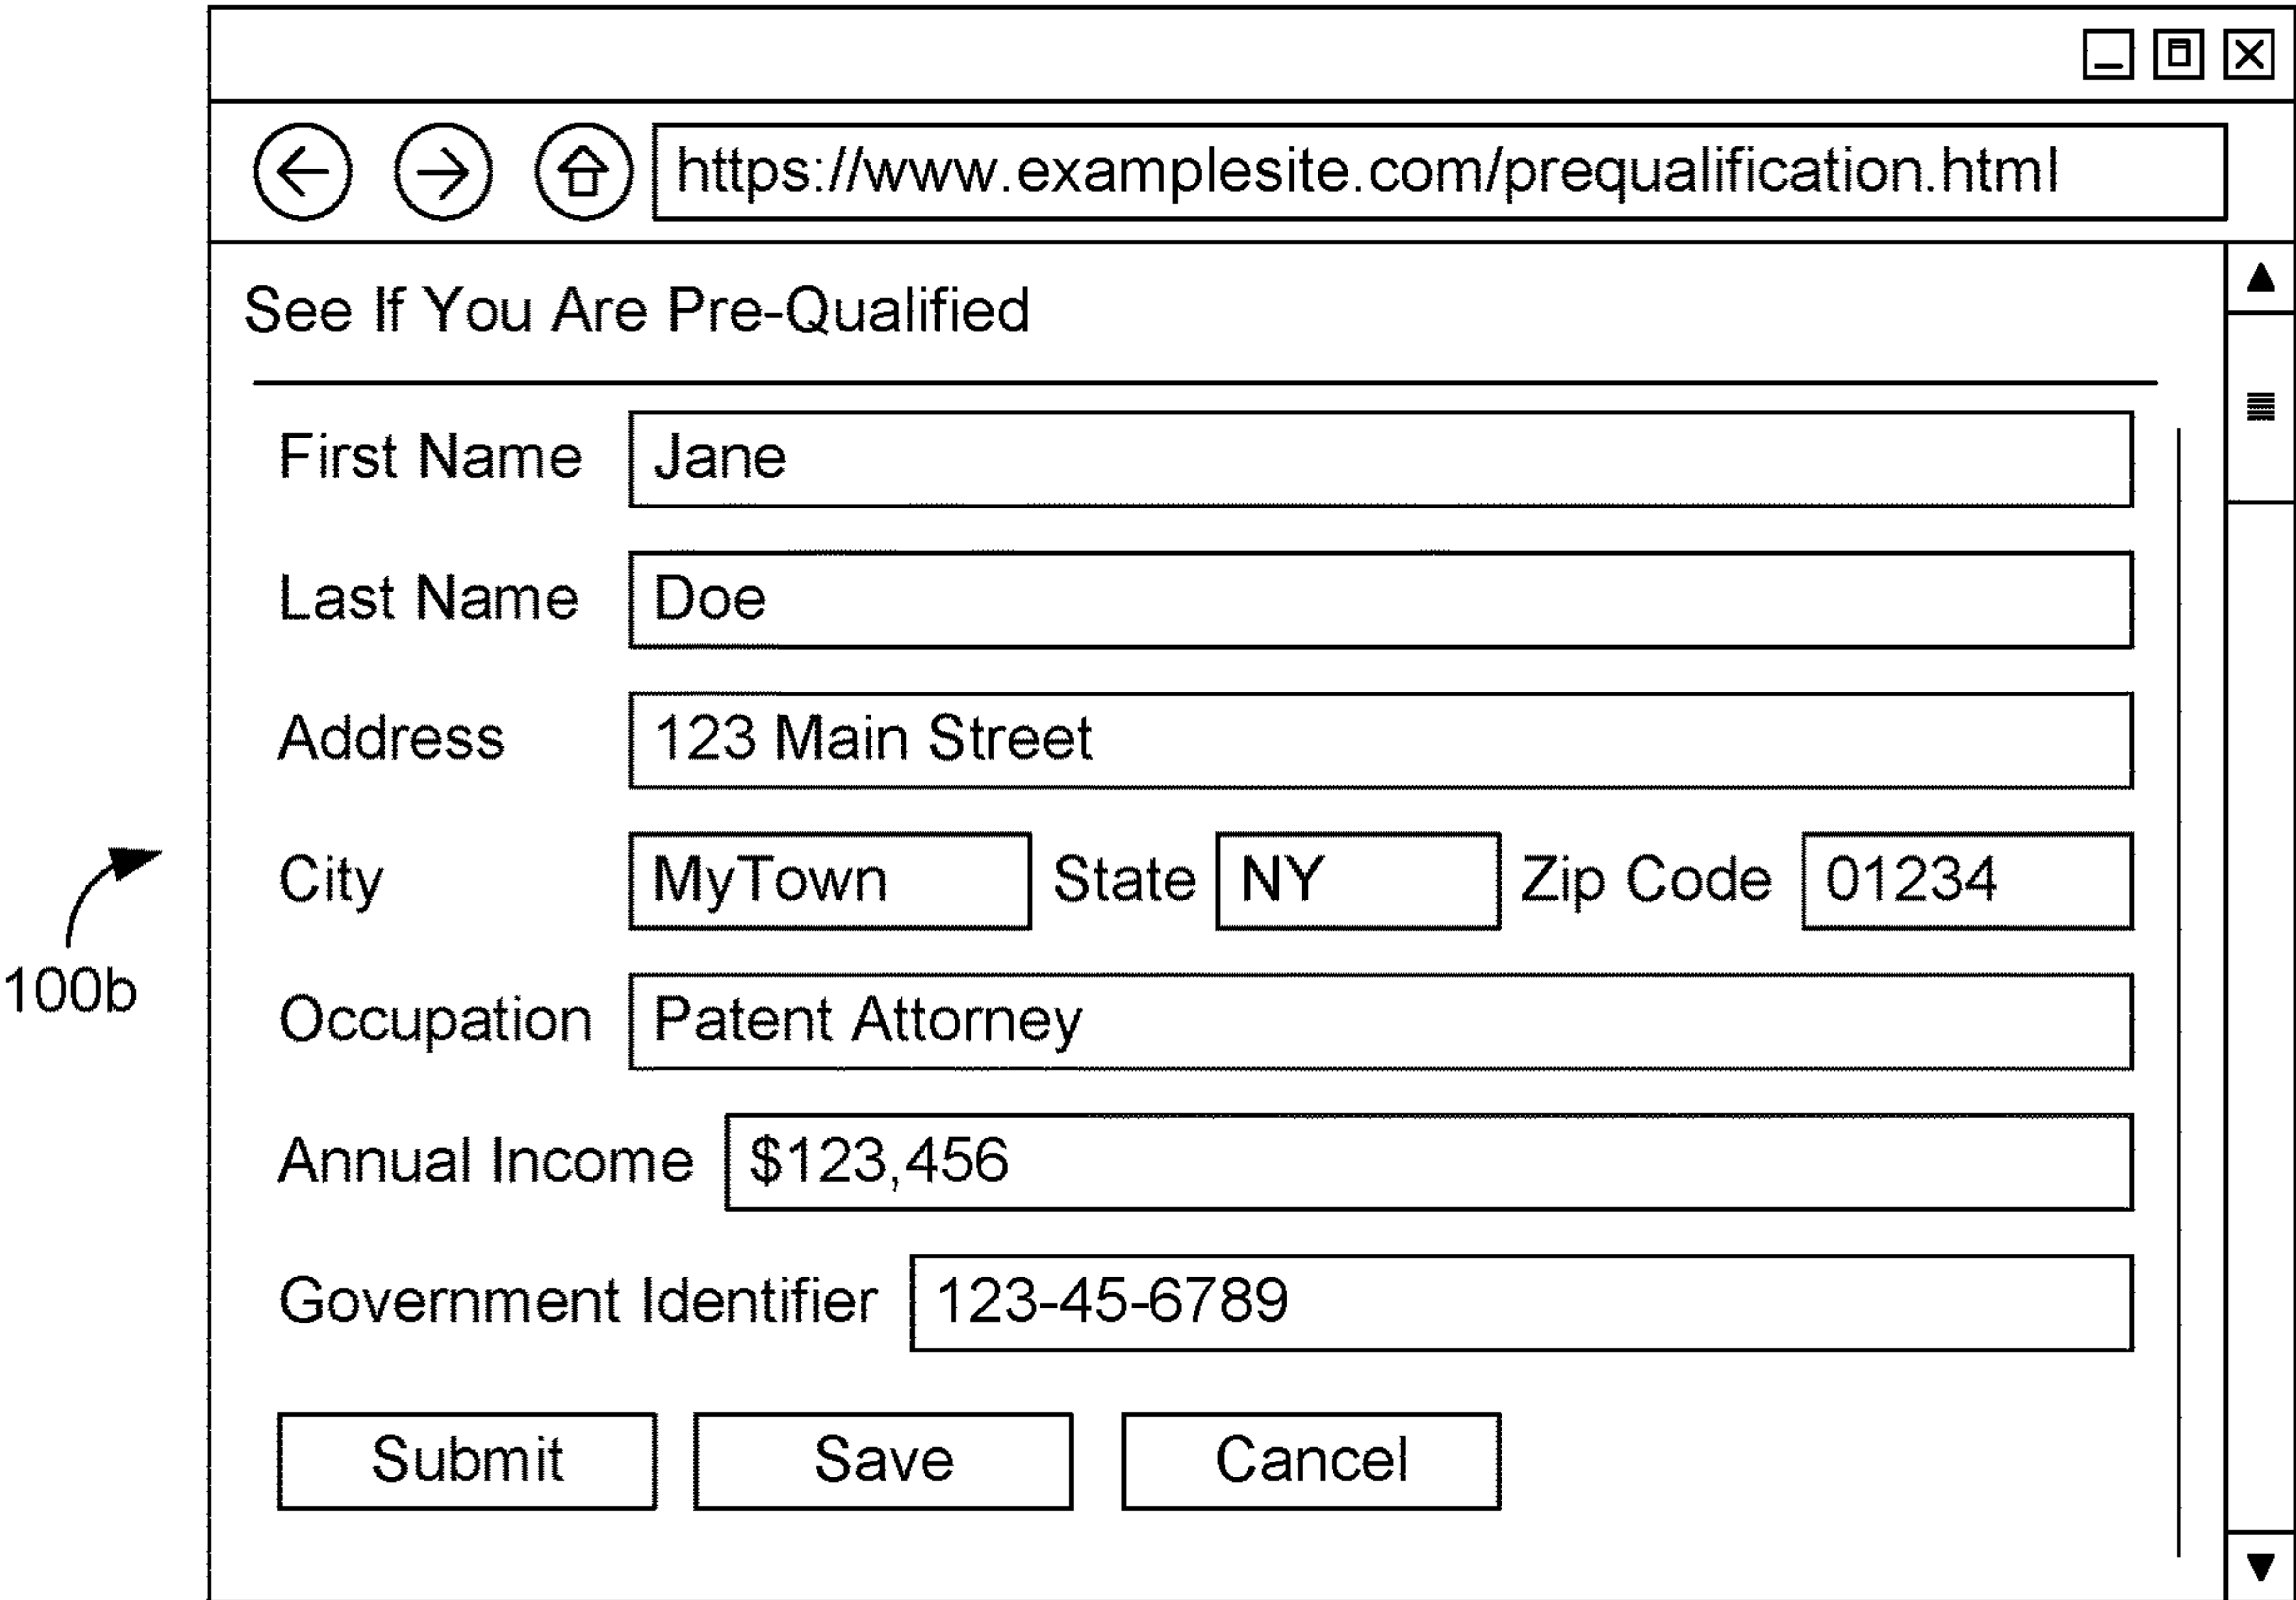 https://www.examplesite.com/prequalification.html
See If You Are Pre-Qualified
First Name Jane
Last Name Doe
Address 123 Main Street
City MyTown State NY Zip Code 01234
100b
Occupation Patent Attorney
Annual Income $123,456
Government Identifier 123-45-6789
Submit Save Cancel